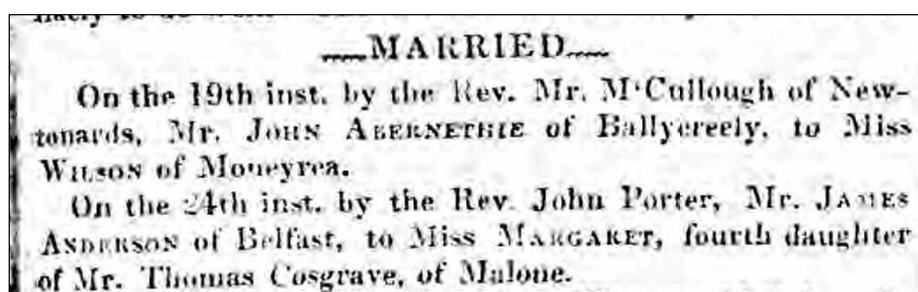 MARRIED
On the 19th inst. by the Rev. Mr. M'Cullough of New-
tonards, Mr. JOHN ABERNETHIE of Ballycreely, to Miss
WILSON of Moneyrea.
On the 24th inst. by the Rev. John Porter, Mr. JAMES
ANDERSON of Belfast, to Miss MARGARET, fourth daughter
of Mr. Thomas Cosgrave, of Malone.